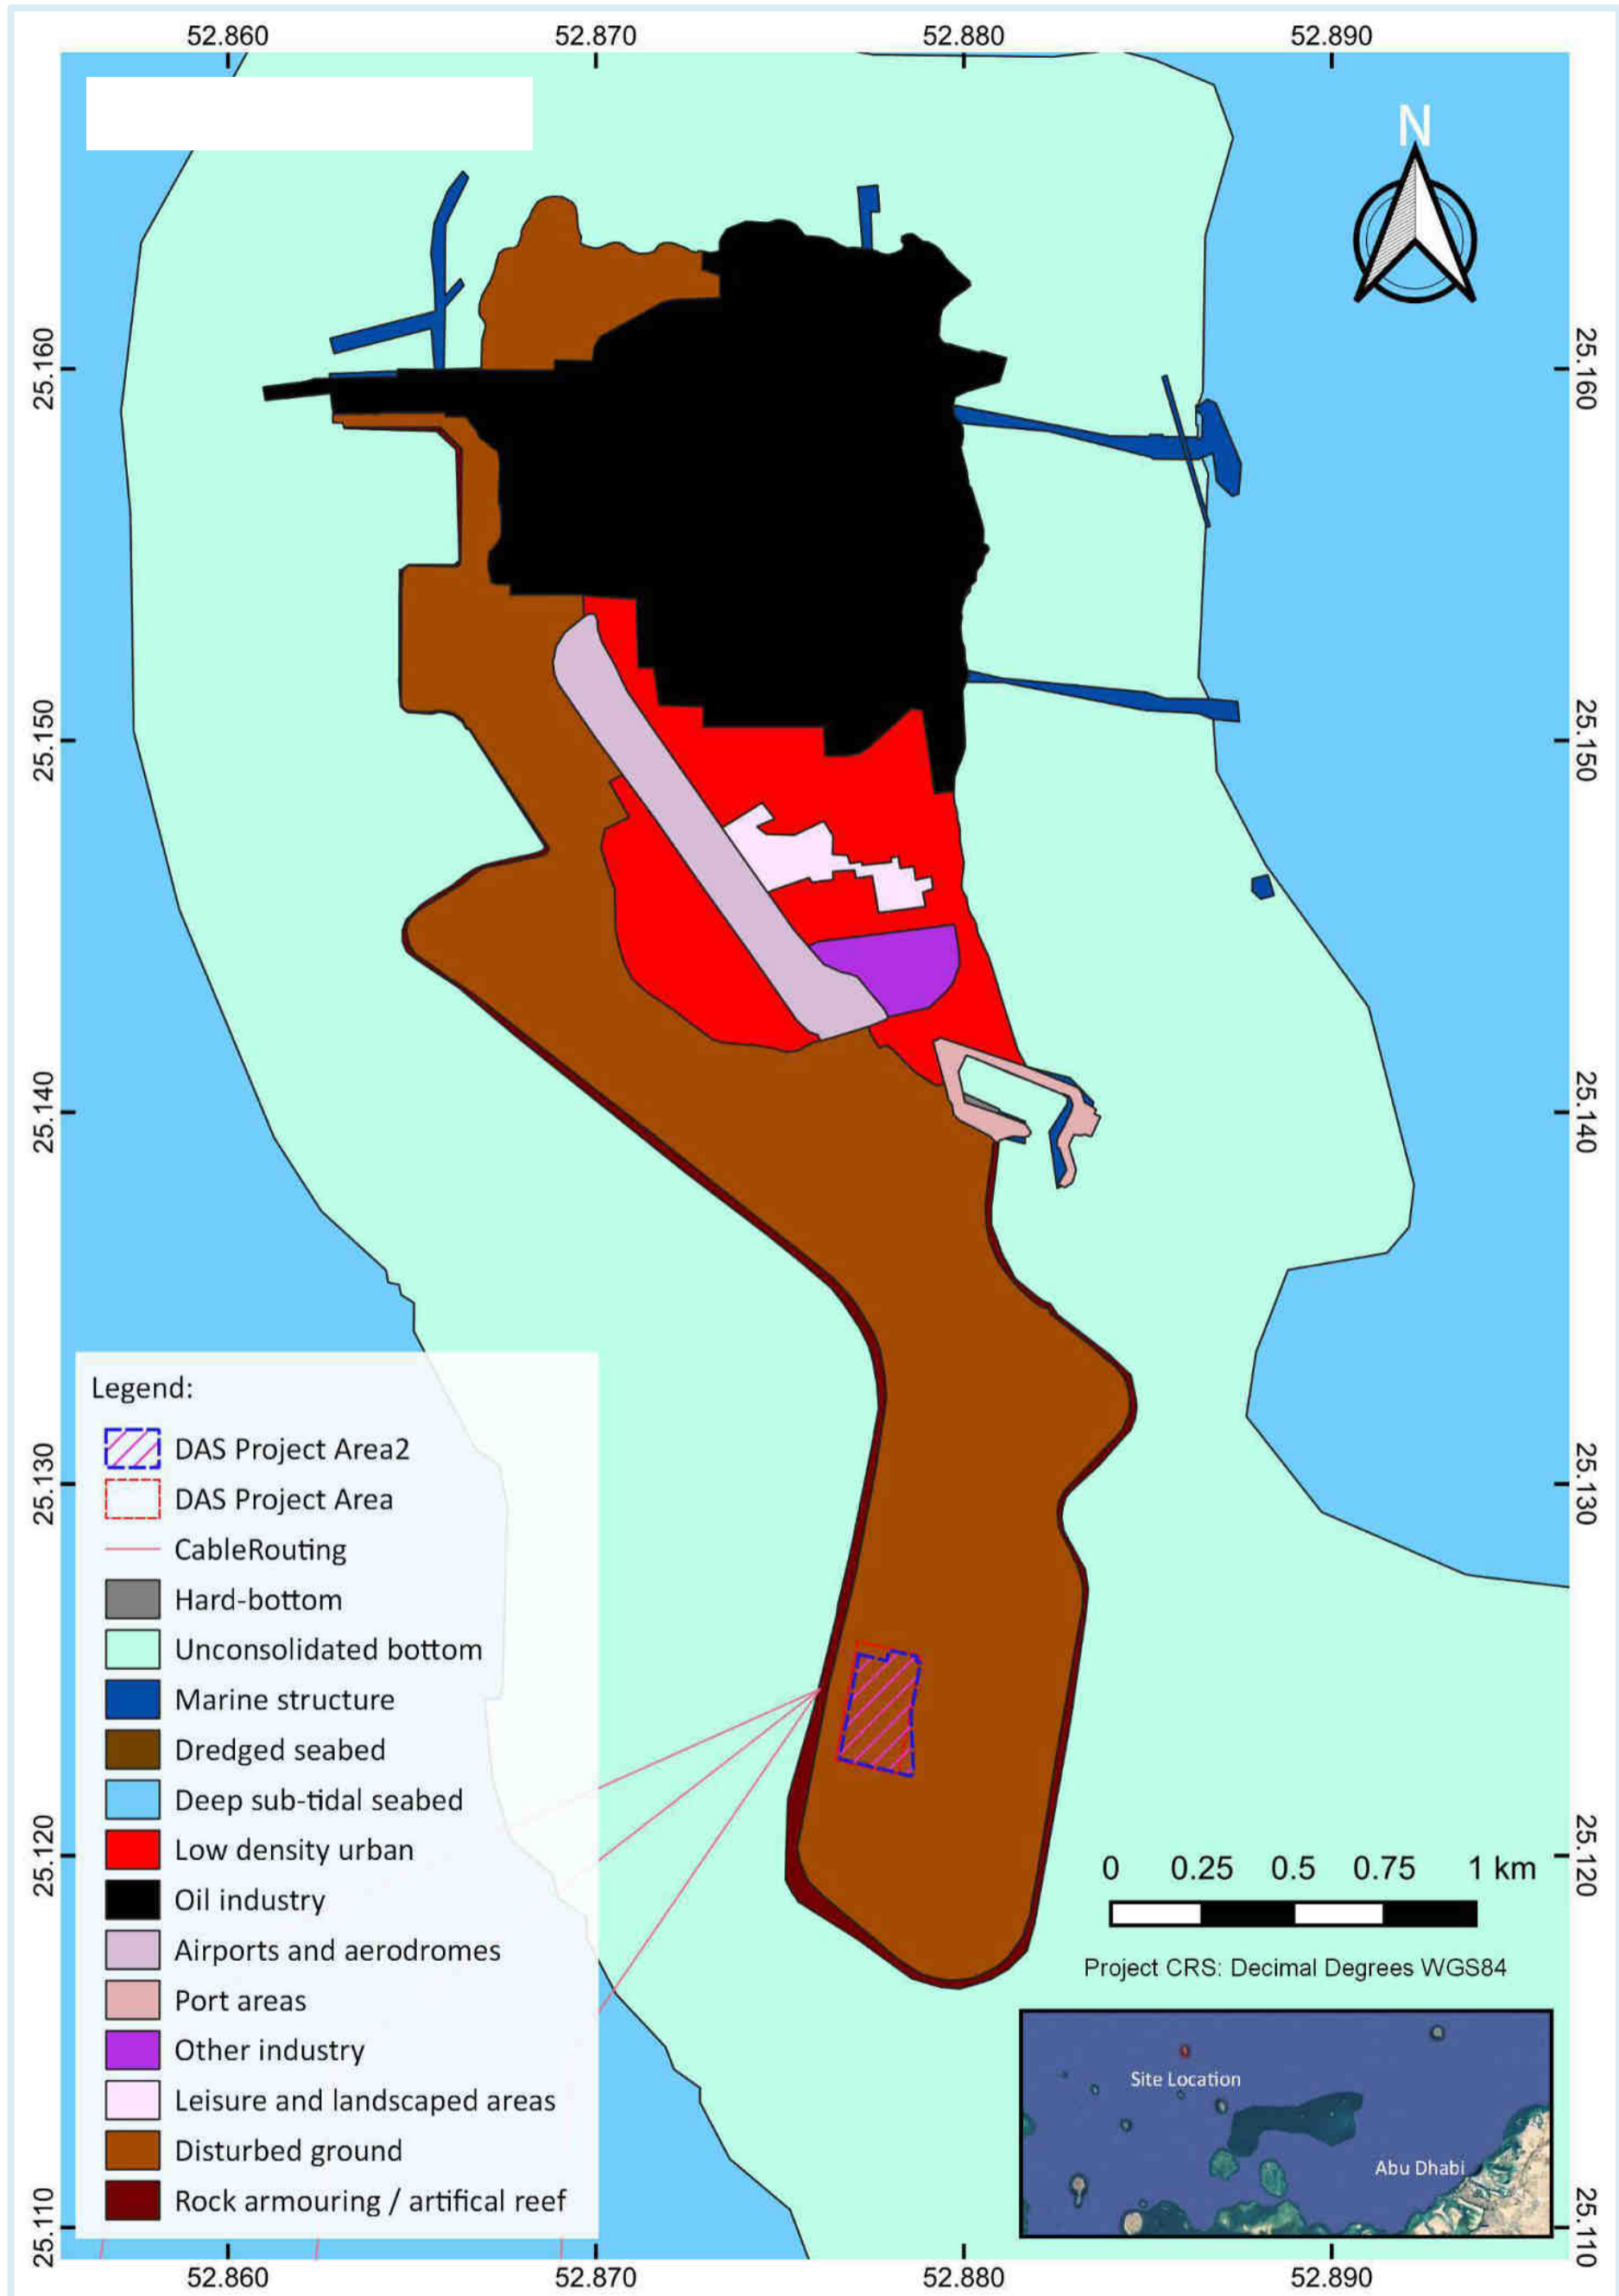 52.860
52.870
52.880
52.890
N
25.160
25.160
25.150
25.150
25.140
25.140
25.130
25.130
25.120
25.120
25.110
25.110
Legend:
DAS Project Area2
DAS Project Area
CableRouting
Hard-bottom
Unconsolidated bottom
Marine structure
Dredged seabed
Deep sub-tidal seabed
Low density urban
Oil industry
Airports and aerodromes
Port areas
Other industry
Leisure and landscaped areas
Disturbed ground
Rock armouring / artifical reef
0 0.25 0.5 0.75 1 km
Project CRS: Decimal Degrees WGS84
Site Location
Abu Dhabi
52.860
52.870
52.880
52.890